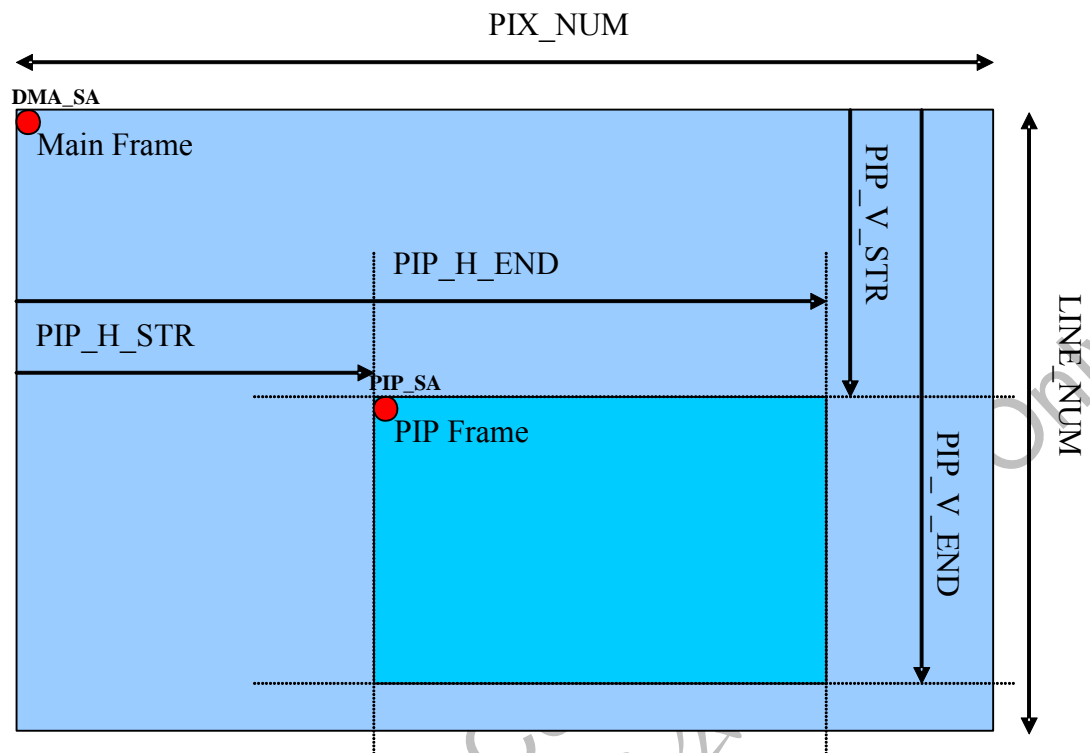 PIX_NUM
DMA_SA
Main Frame
PIP_V_STR
PIP_H_END
PIP_H_STR
LINE_NUM
PIP_SA
PIP Frame
PIP_V_END